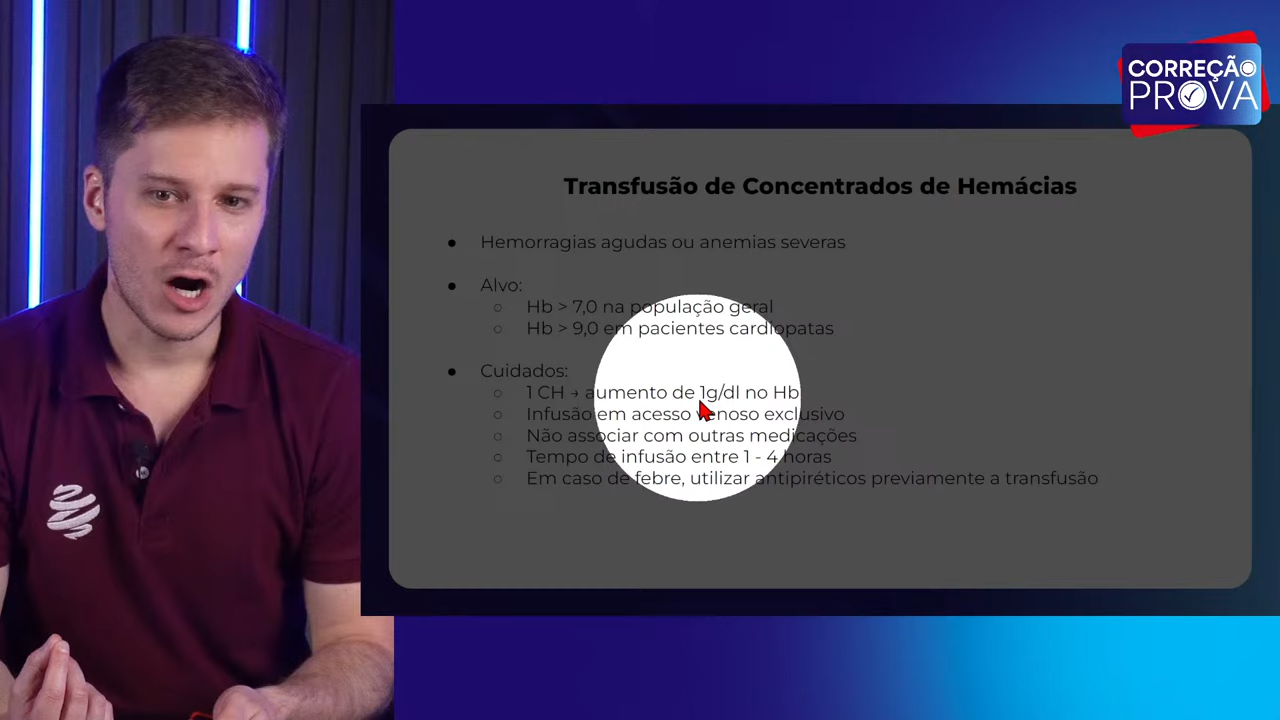 CORREÇÃO
PROVA
Transfusão de Concentrados de Hemácias
● Hemorragias agudas ou anemias severas
● Alvo:
○ Hb > 7,0 na população geral
○ Hb > 9,0 em pacientes cardiopatas
● Cuidados:
○ 1 CH → aumento de 1g/dl no Hb
○ Infusão em acesso venoso exclusivo
○ Não associar com outras medicações
○ Tempo de infusão entre 1 - 4 horas
○ Em caso de febre, utilizar antipiréticos previamente a transfusão